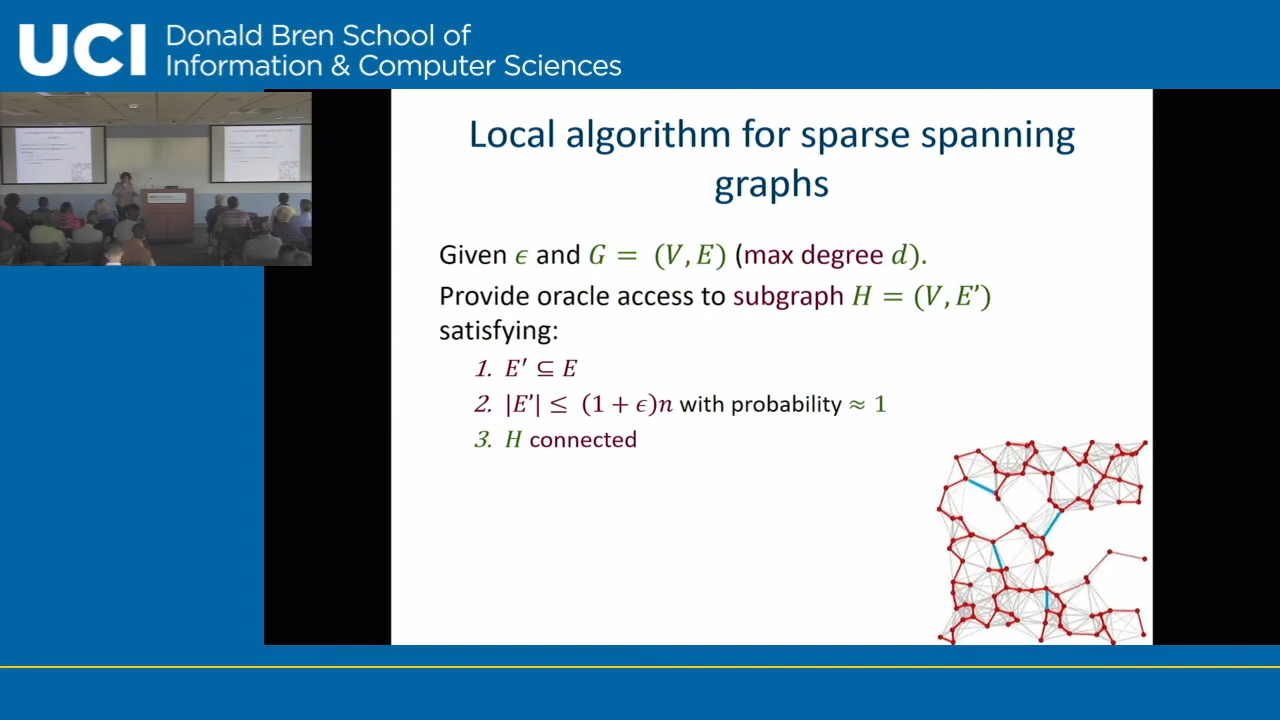 UCI Donald Bren School of
Information & Computer Sciences
Local algorithm for sparse spanning
graphs
Given ϵ and G = (V, E) (max degree d).
Provide oracle access to subgraph H = (V, E’)
satisfying:
1. E′ ⊆ E
2. |E’| ≤ (1 + ϵ)n with probability ≈ 1
3. H connected